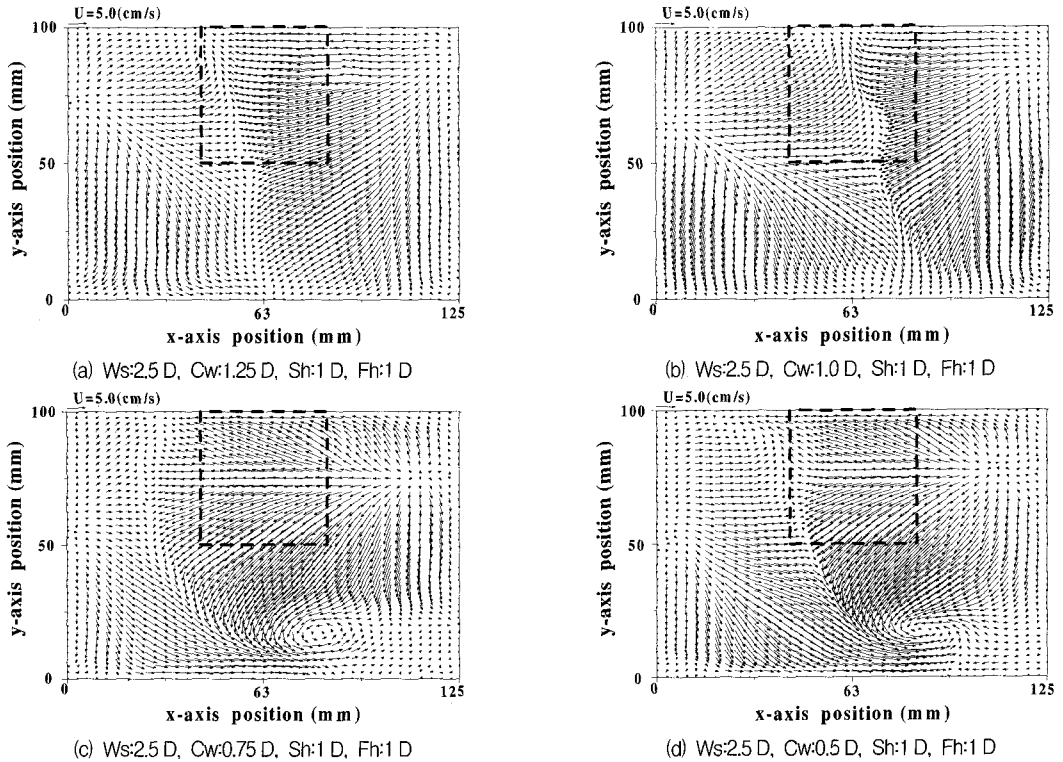 U=5.0(cm/s)
100
50
0
y-axis position (mm)
0 63 125
x-axis position (mm)
(a) Ws:2.5 D, Cw:1.25 D, Sh:1 D, Fh:1 D
U=5.0(cm/s)
100
50
0
y-axis position (mm)
0 63 125
x-axis position (mm)
(b) Ws:2.5 D, Cw:1.0 D, Sh:1 D, Fh:1 D
U=5.0(cm/s)
100
50
0
y-axis position (mm)
0 63 125
x-axis position (mm)
(c) Ws:2.5 D, Cw:0.75 D, Sh:1 D, Fh:1 D
U=5.0(cm/s)
100
50
0
y-axis position (mm)
0 63 125
x-axis position (mm)
(d) Ws:2.5 D, Cw:0.5 D, Sh:1 D, Fh:1 D